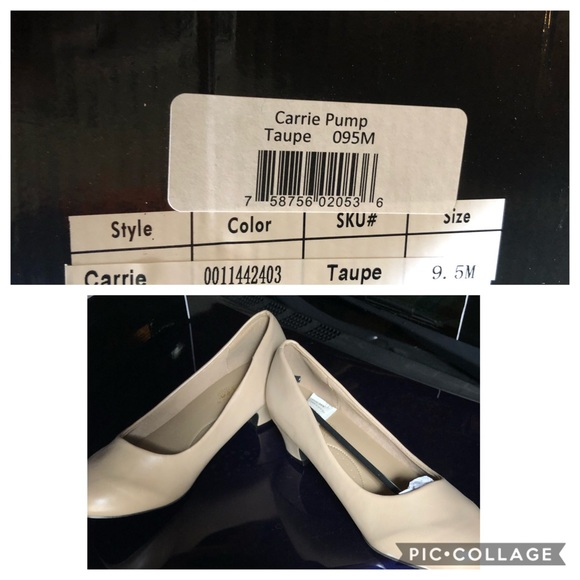 Carrie Pump
Taupe 095M
7 58756 02053 6
Style Color SKU# Size
Carrie 0011442403 Taupe 9.5M
PIC•COLLAGE